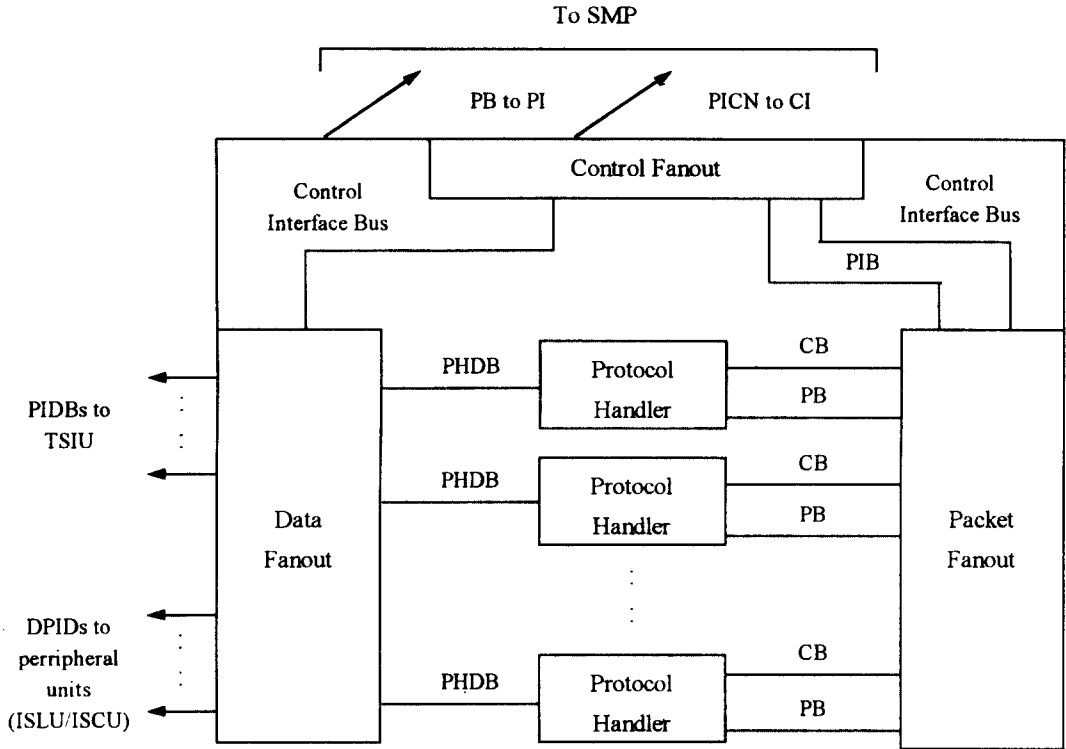 To SMP
PB to PI
PICN to CI
Control Fanout
Control
Interface Bus
Control
Interface Bus
PIB
PIDBs to
TSIU
DPIDs to
perripheral
units
(ISLU/ISCU)
Data
Fanout
PHDB
Protocol
Handler
CB
PB
PHDB
Protocol
Handler
CB
PB
PHDB
Protocol
Handler
CB
PB
Packet
Fanout